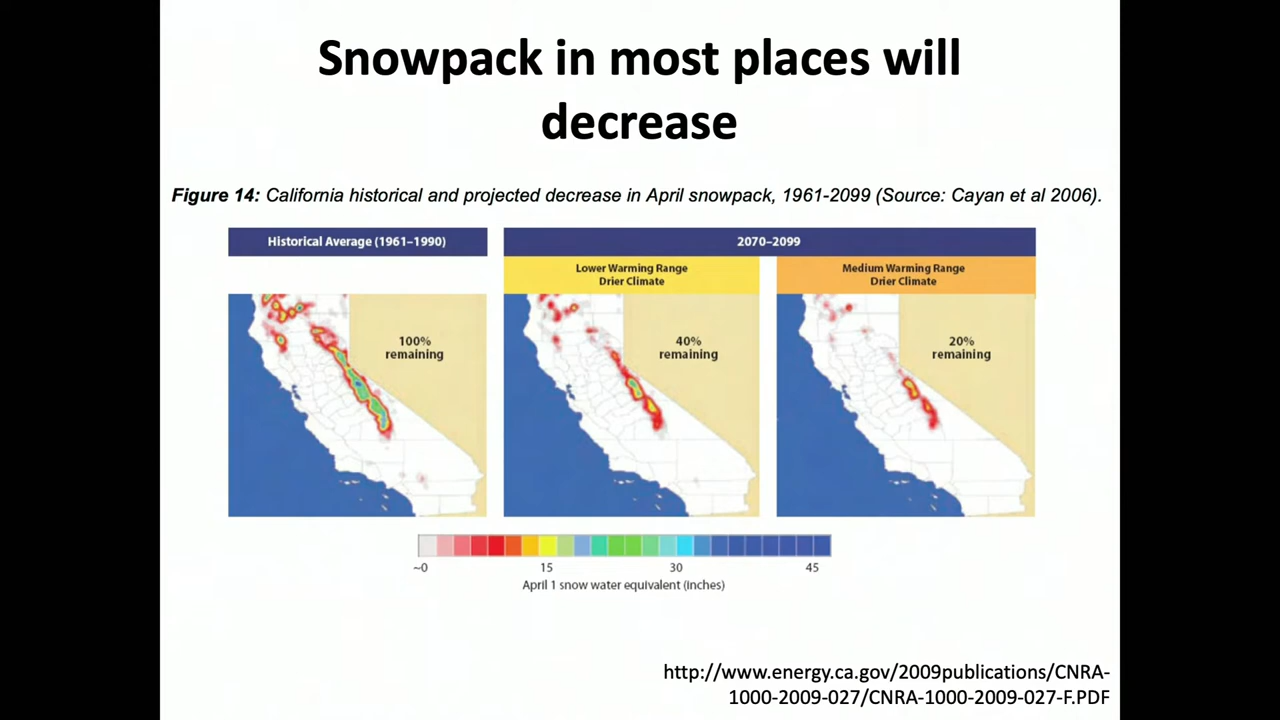 Snowpack in most places will
decrease
Figure 14: California historical and projected decrease in April snowpack, 1961-2099 (Source: Cayan et al 2006).
Historical Average (1961–1990)
2070–2099
Lower Warming Range
Drier Climate
Medium Warming Range
Drier Climate
100%
remaining
40%
remaining
20%
remaining
~0
15
30
45
April 1 snow water equivalent (inches)
http://www.energy.ca.gov/2009publications/CNRA-
1000-2009-027/CNRA-1000-2009-027-F.PDF